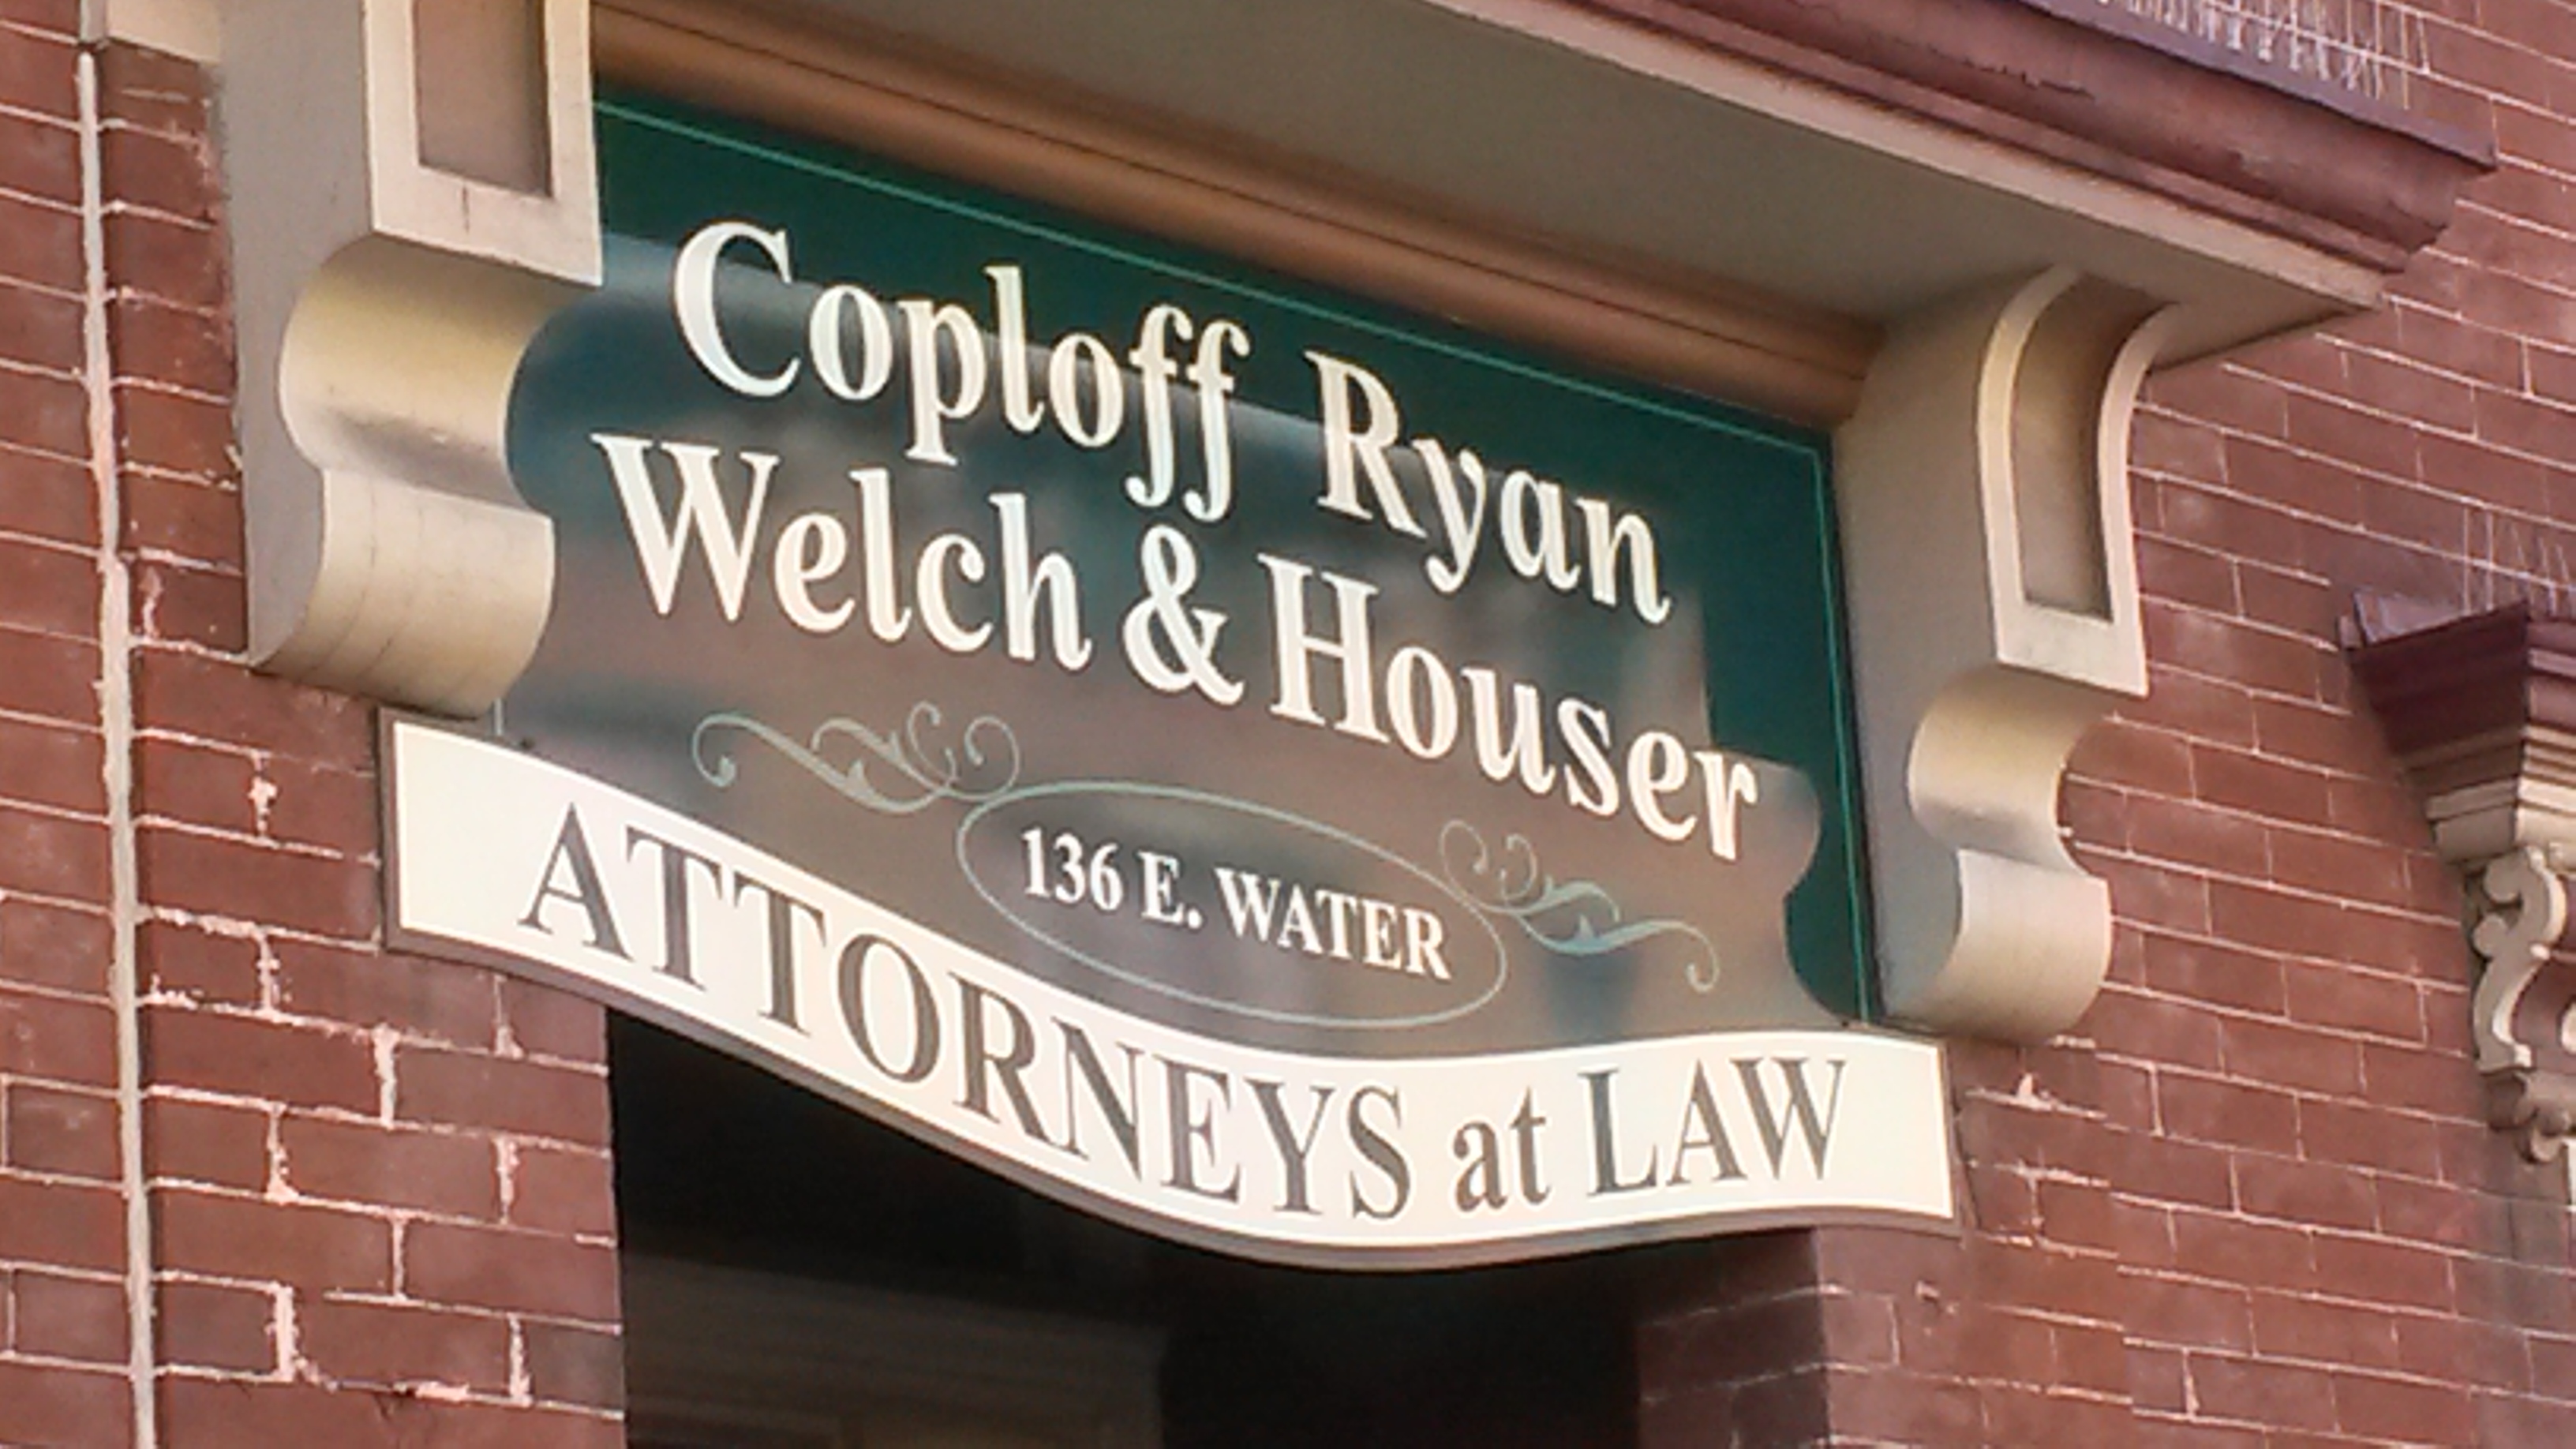 Coploff Ryan
Welch & Houser
136 E. WATER
ATTORNEYS at LAW